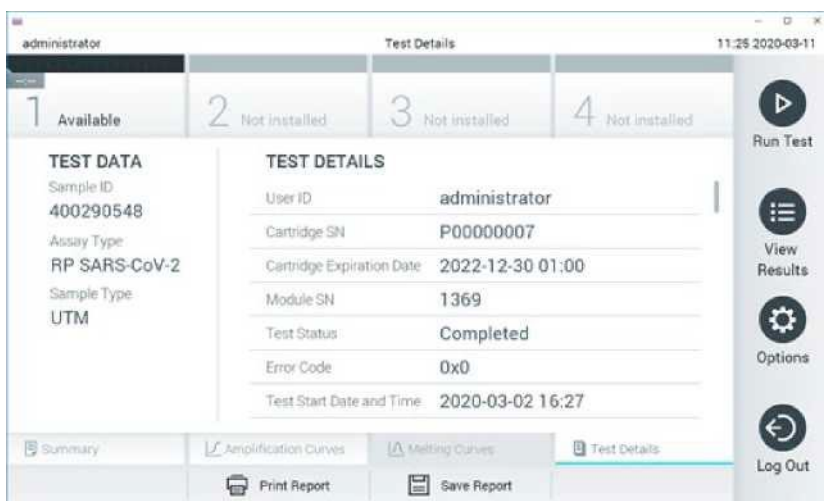 administrator Test Details 11:25 2020-03-11
1 Available 2 Not installed 3 Not installed 4 Not installed
Run Test
View
Results
Options
Log Out
TEST DATA
Sample ID
400290548
Assay Type
RP SARS-CoV-2
Sample Type
UTM
TEST DETAILS
User ID administrator
Cartridge SN P00000007
Cartridge Expiration Date 2022-12-30 01:00
Module SN 1369
Test Status Completed
Error Code 0x0
Test Start Date and Time 2020-03-02 16:27
Summary Amplification Curves Melting Curves Test Details
Print Report Save Report